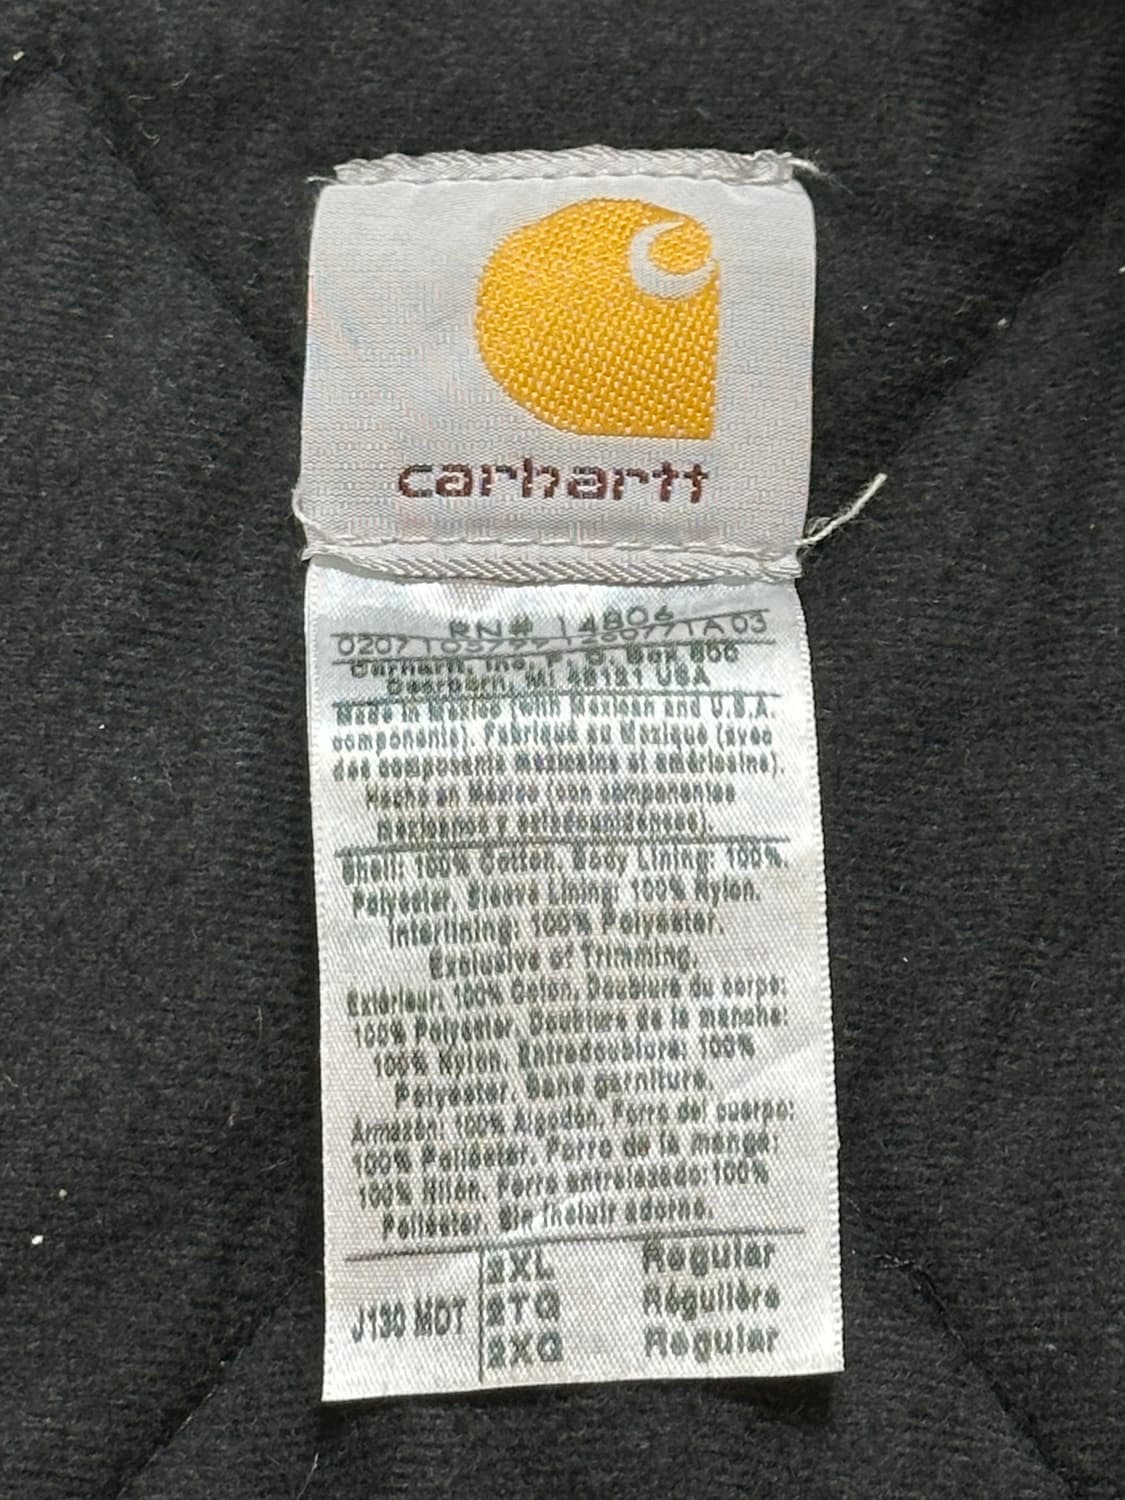 carhartt
RN# 14806
0207 A 03
Carhartt, Inc, P. O. Box 600
Dearborn, MI 48121 USA
Made in Mexico (with Mexican and U.S.A.
components). Fabriqué au Mexique (avec
des composants mexicains et américains).
Hecho en México (con componentes
mexicanos y estadounidenses).
Shell: 100% Cotton, Body Lining: 100%.
Polyester, Sleeve Lining: 100% Nylon.
Interlining: 100% Polyester.
Exclusive of Trimming.
Extérieur: 100% Coton, Doublure du corps:
100% Polyester, Doublure de la manche:
100% Nylon, Entredoublure: 100%
Polyester. Sans garniture.
Armazón: 100% Algodón, Forro del cuerpo:
100% Poliéster, Forro de la manga:
100% Nilón, Forro entrelazado: 100%
Poliéster. Sin incluir adorno.
J130 MDT
2XL Regular
2TG Régulière
2XG Regular